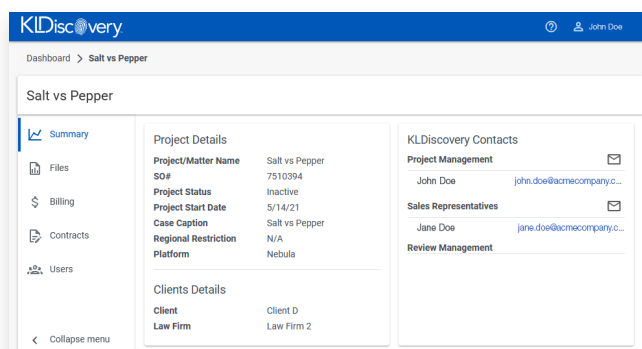 KLDiscovery
John Doe
Dashboard > Salt vs Pepper
Salt vs Pepper
Summary
Files
Billing
Contracts
Users
Collapse menu
Project Details
Project/Matter Name Salt vs Pepper
SO# 7510394
Project Status Inactive
Project Start Date 5/14/21
Case Caption Salt vs Pepper
Regional Restriction N/A
Platform Nebula
Clients Details
Client Client D
Law Firm Law Firm 2
KLDiscovery Contacts
Project Management
John Doe john.doe@acmecompany.c...
Sales Representatives
Jane Doe jane.doe@acmecompany.c...
Review Management